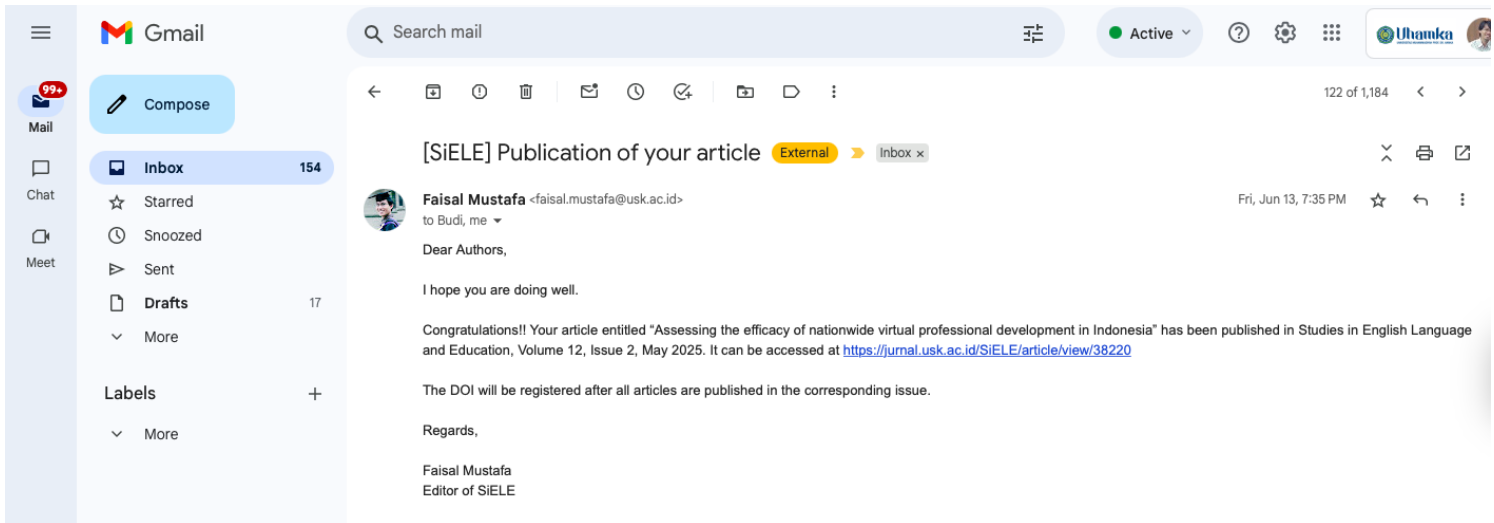 Gmail
Search mail
Active
Uhamka
99+
Mail
Chat
Meet
Compose
Inbox 154
Starred
Snoozed
Sent
Drafts 17
More
Labels
More
122 of 1,184
[SiELE] Publication of your article External Inbox ×
Faisal Mustafa <faisal.mustafa@usk.ac.id>
Fri, Jun 13, 7:35 PM
to Budi, me
Dear Authors,
I hope you are doing well.
Congratulations!! Your article entitled “Assessing the efficacy of nationwide virtual professional development in Indonesia” has been published in Studies in English Language
and Education, Volume 12, Issue 2, May 2025. It can be accessed at https://jurnal.usk.ac.id/SiELE/article/view/38220
The DOI will be registered after all articles are published in the corresponding issue.
Regards,
Faisal Mustafa
Editor of SiELE